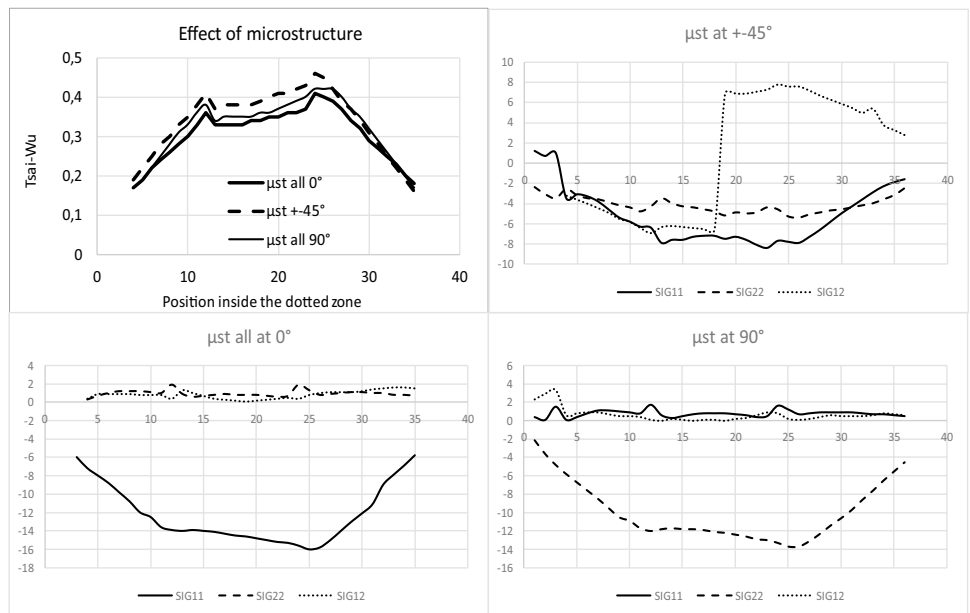 Effect of microstructure
0,5
0,4
0,3
0,2
0,1
0
Tsai-Wu
µst all 0°
µst +-45°
µst all 90°
0 10 20 30 40
Position inside the dotted zone
µst at +-45°
10
8
6
4
2
0
-2
-4
-6
-8
-10
0 5 10 15 20 25 30 35 40
SIG11 SIG22 SIG12
µst all at 0°
4
2
0
-2
-4
-6
-8
-10
-12
-14
-16
-18
0 5 10 15 20 25 30 35 40
SIG11 SIG22 SIG12
µst at 90°
6
4
2
0
-2
-4
-6
-8
-10
-12
-14
-16
0 5 10 15 20 25 30 35 40
SIG11 SIG22 SIG12